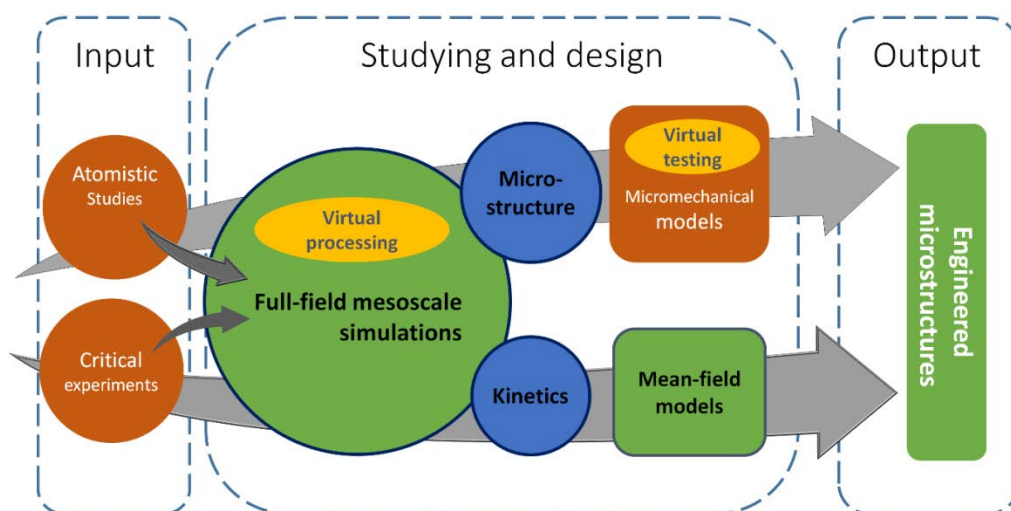 Input
Studying and design
Output
Atomistic
Studies
Critical
experiments
Virtual
processing
Full-field mesoscale
simulations
Micro-
structure
Kinetics
Virtual
testing
Micromechanical
models
Mean-field
models
Engineered
microstructures